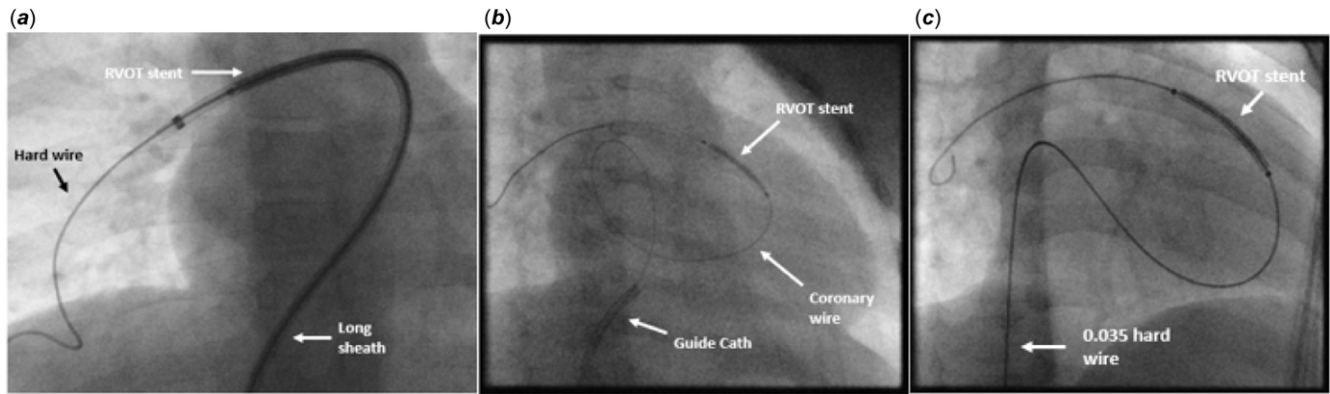 (a)
RVOT stent
Hard wire
Long
sheath
(b)
RVOT stent
Coronary
wire
Guide Cath
(c)
RVOT stent
0.035 hard
wire